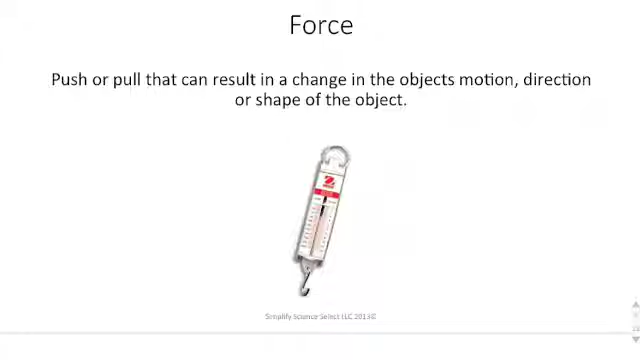 Force
Push or pull that can result in a change in the objects motion, direction
or shape of the object.
Simplify Science Select LLC 2013©